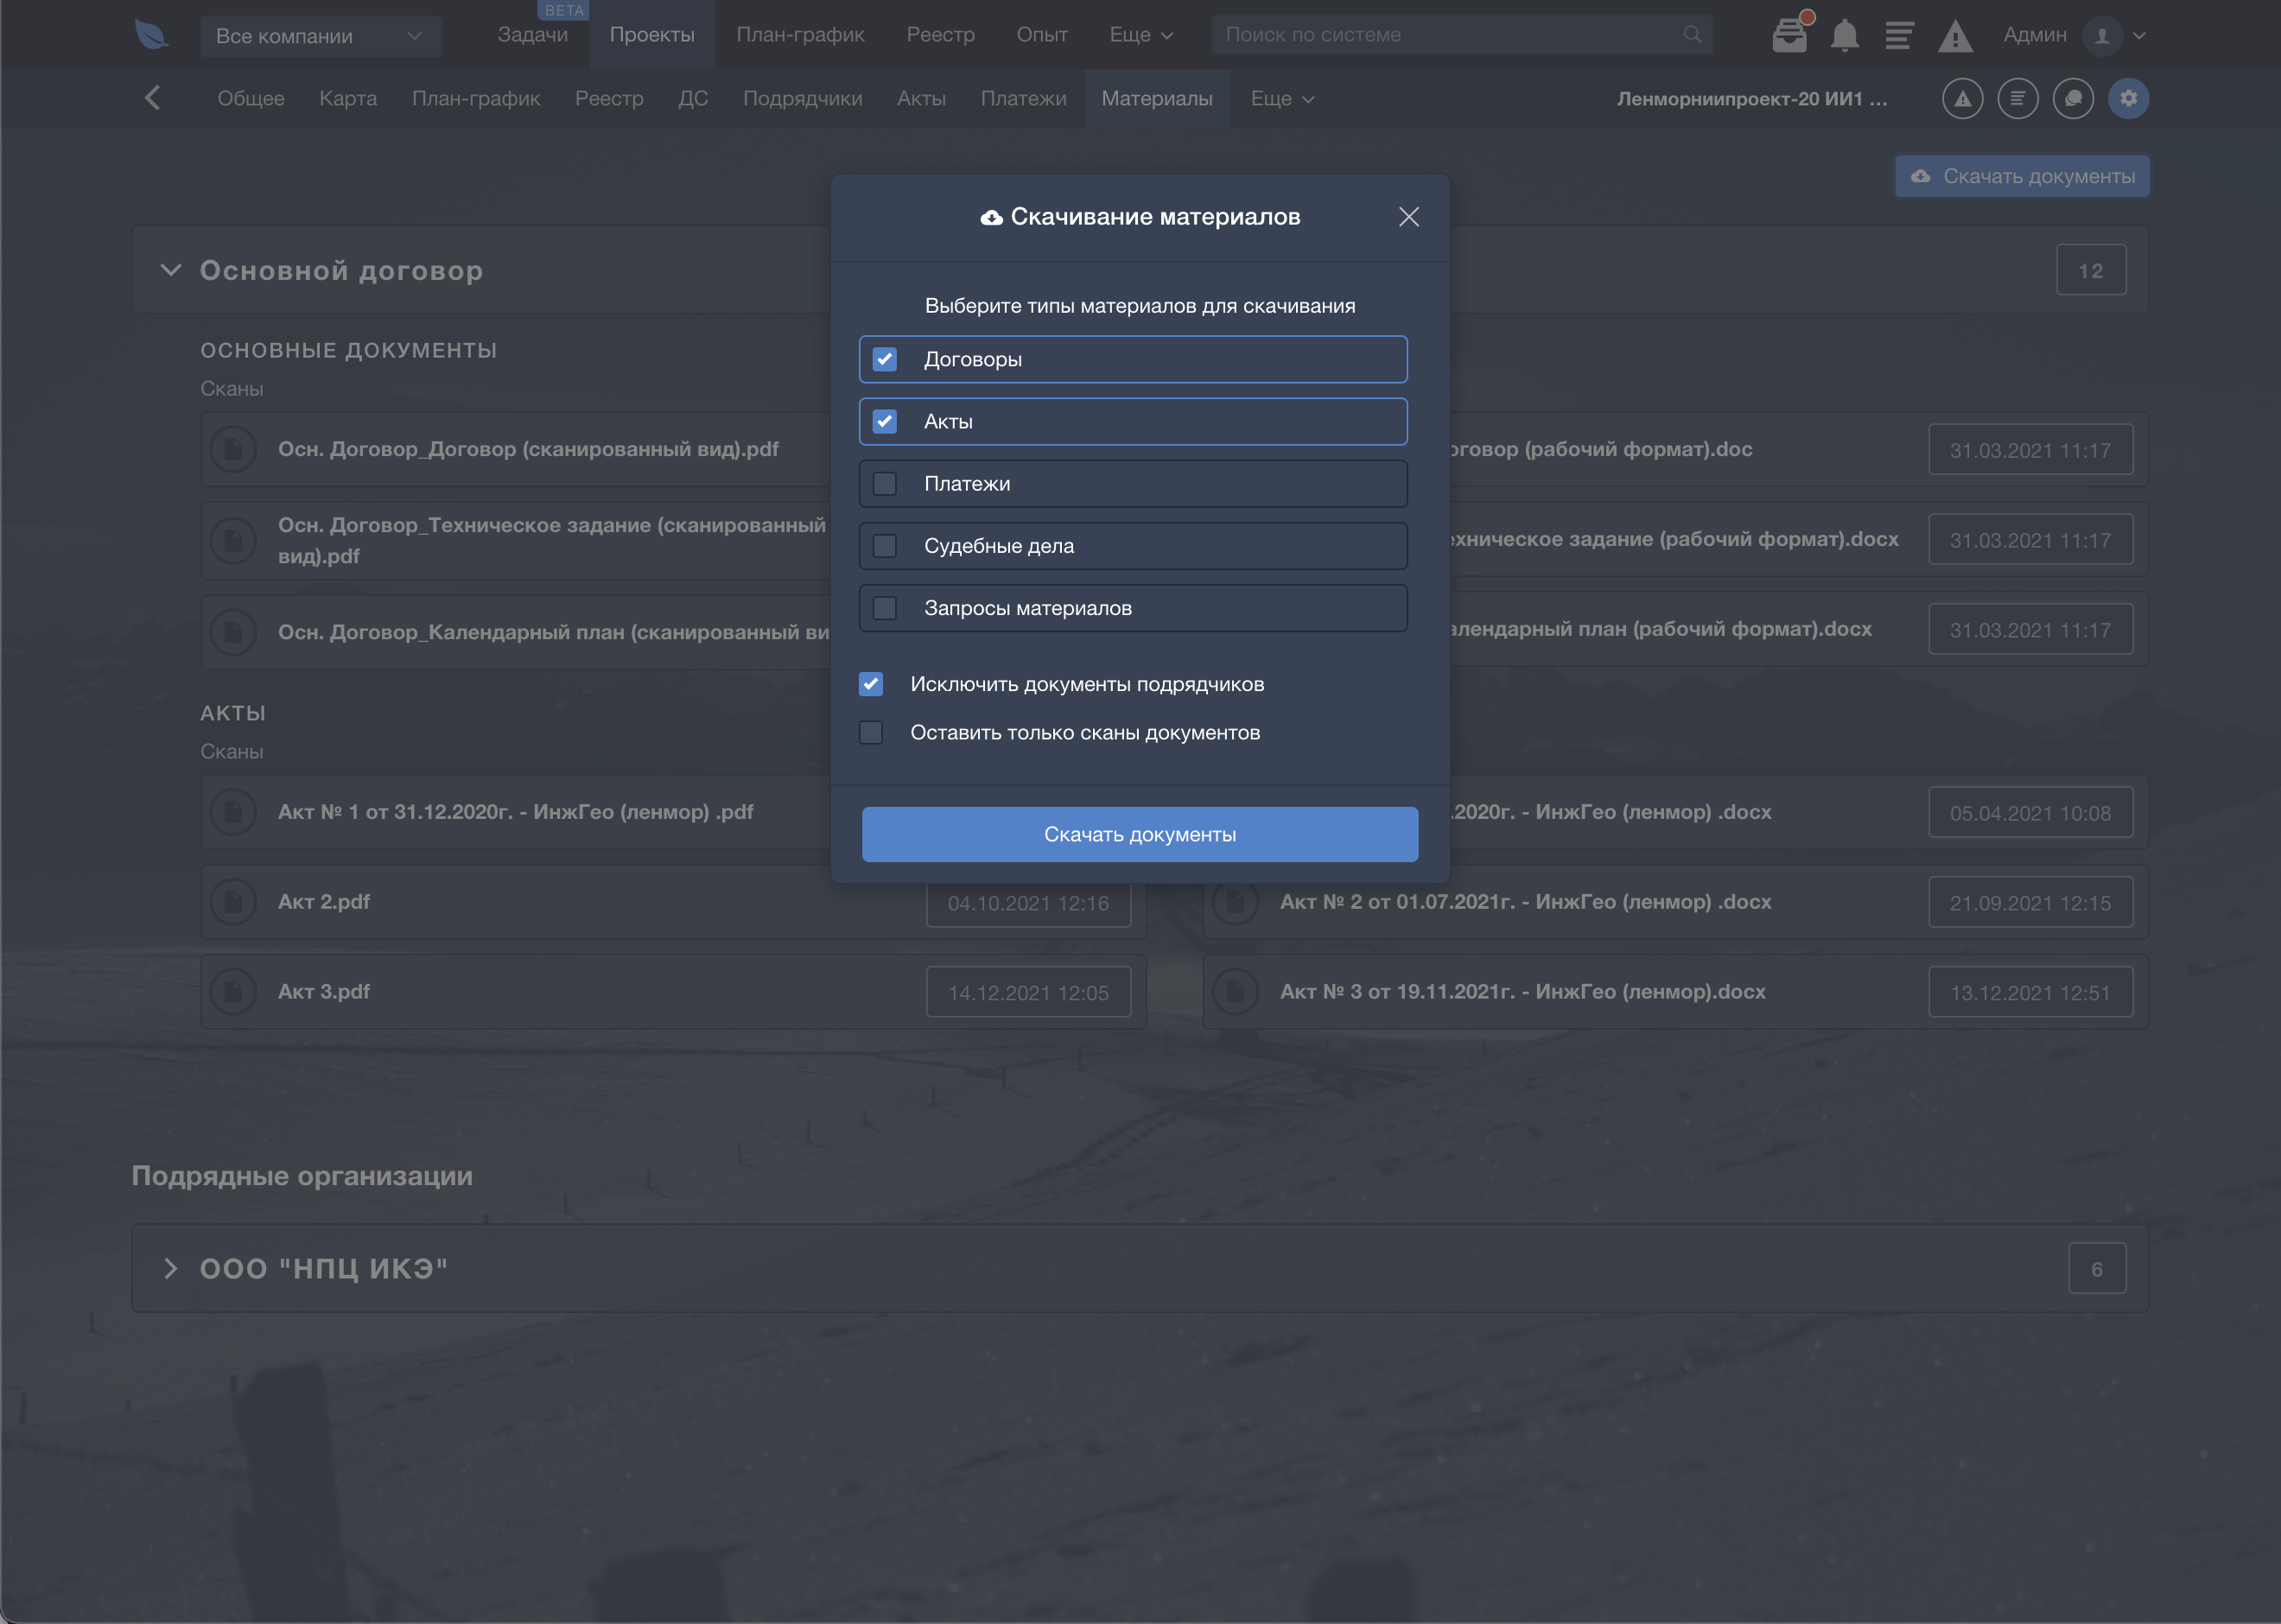 Все компании
Задачи
BETA
Проекты
План-график
Реестр
Опыт
Еще
Поиск по системе
Админ
Общее
Карта
План-график
Реестр
ДС
Подрядчики
Акты
Платежи
Материалы
Еще
Ленморниипроект-20 ИИ1 ...
Скачать документы
Скачивание материалов
Выберите типы материалов для скачивания
Договоры
Акты
Платежи
Судебные дела
Запросы материалов
Исключить документы подрядчиков
Оставить только сканы документов
Скачать документы
Основной договор
12
ОСНОВНЫЕ ДОКУМЕНТЫ
Сканы
Осн. Договор_Договор (сканированный вид).pdf
оговор (рабочий формат).doc
31.03.2021 11:17
Осн. Договор_Техническое задание (сканированный
вид).pdf
ехническое задание (рабочий формат).docx
31.03.2021 11:17
Осн. Договор_Календарный план (сканированный ви
алендарный план (рабочий формат).docx
31.03.2021 11:17
АКТЫ
Сканы
Акт № 1 от 31.12.2020г. - ИнжГео (ленмор) .pdf
.2020г. - ИнжГео (ленмор) .docx
05.04.2021 10:08
Акт 2.pdf
04.10.2021 12:16
Акт № 2 от 01.07.2021г. - ИнжГео (ленмор) .docx
21.09.2021 12:15
Акт 3.pdf
14.12.2021 12:05
Акт № 3 от 19.11.2021г. - ИнжГео (ленмор).docx
13.12.2021 12:51
Подрядные организации
ООО "НПЦ ИКЭ"
6